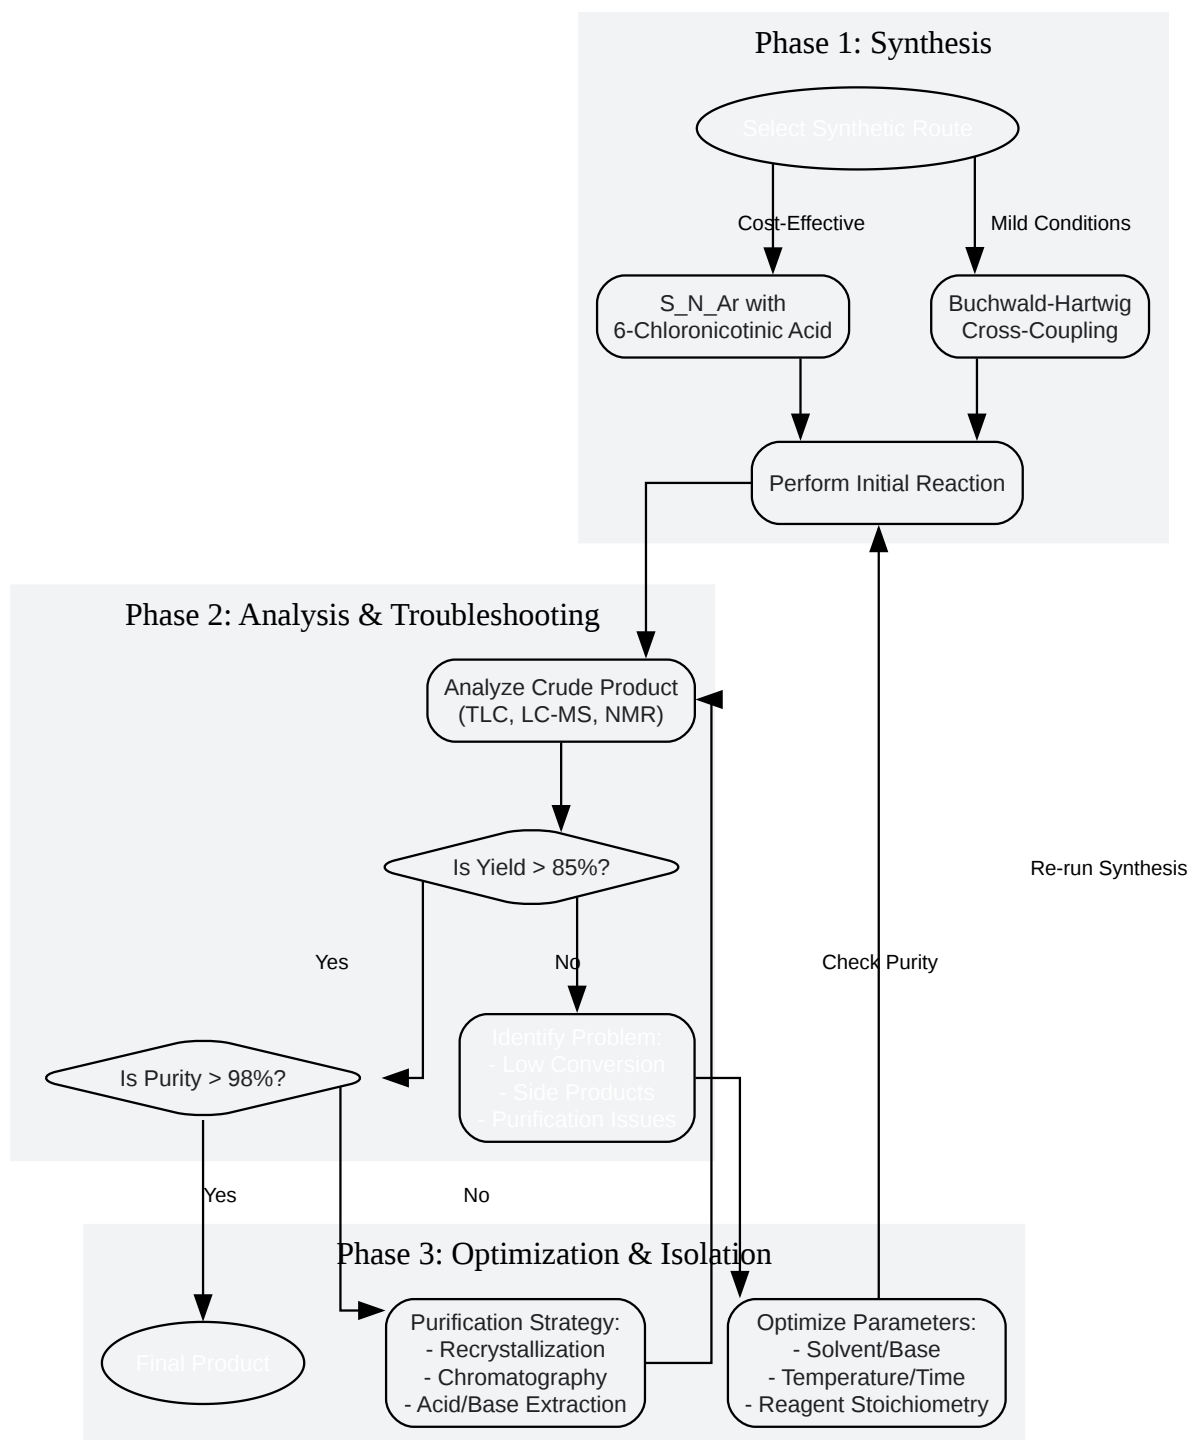 Phase 1: Synthesis
Select Synthetic Route
Cost-Effective
Mild Conditions
S_N_Ar with
6-Chloronicotinic Acid
Buchwald-Hartwig
Cross-Coupling
Perform Initial Reaction
Phase 2: Analysis & Troubleshooting
Analyze Crude Product
(TLC, LC-MS, NMR)
Is Yield > 85%?
Re-run Synthesis
Yes
No
Check Purity
Identify Problem:
- Low Conversion
- Side Products
- Purification Issues
Is Purity > 98%?
Yes
No
Phase 3: Optimization & Isolation
Final Product
Purification Strategy:
- Recrystallization
- Chromatography
- Acid/Base Extraction
Optimize Parameters:
- Solvent/Base
- Temperature/Time
- Reagent Stoichiometry